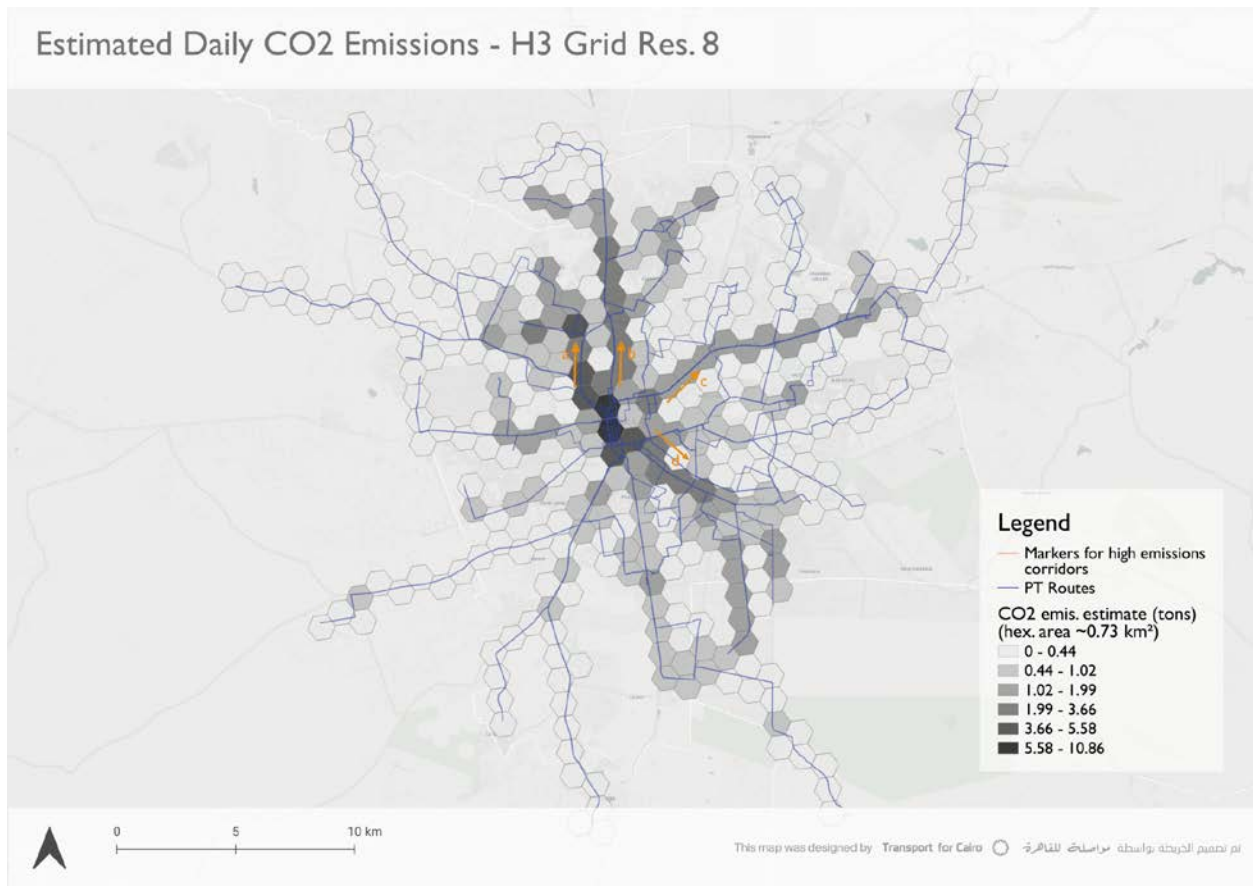 Estimated Daily CO2 Emissions - H3 Grid Res. 8
a
b
c
d
Legend
Markers for high emissions
corridors
PT Routes
CO2 emis. estimate (tons)
(hex. area ~0.73 km²)
0 - 0.44
0.44 - 1.02
1.02 - 1.99
1.99 - 3.66
3.66 - 5.58
5.58 - 10.86
0 5 10 km
This map was designed by Transport for Cairo مواصلة للقاهرة تم تصميم الخريطة بواسطة